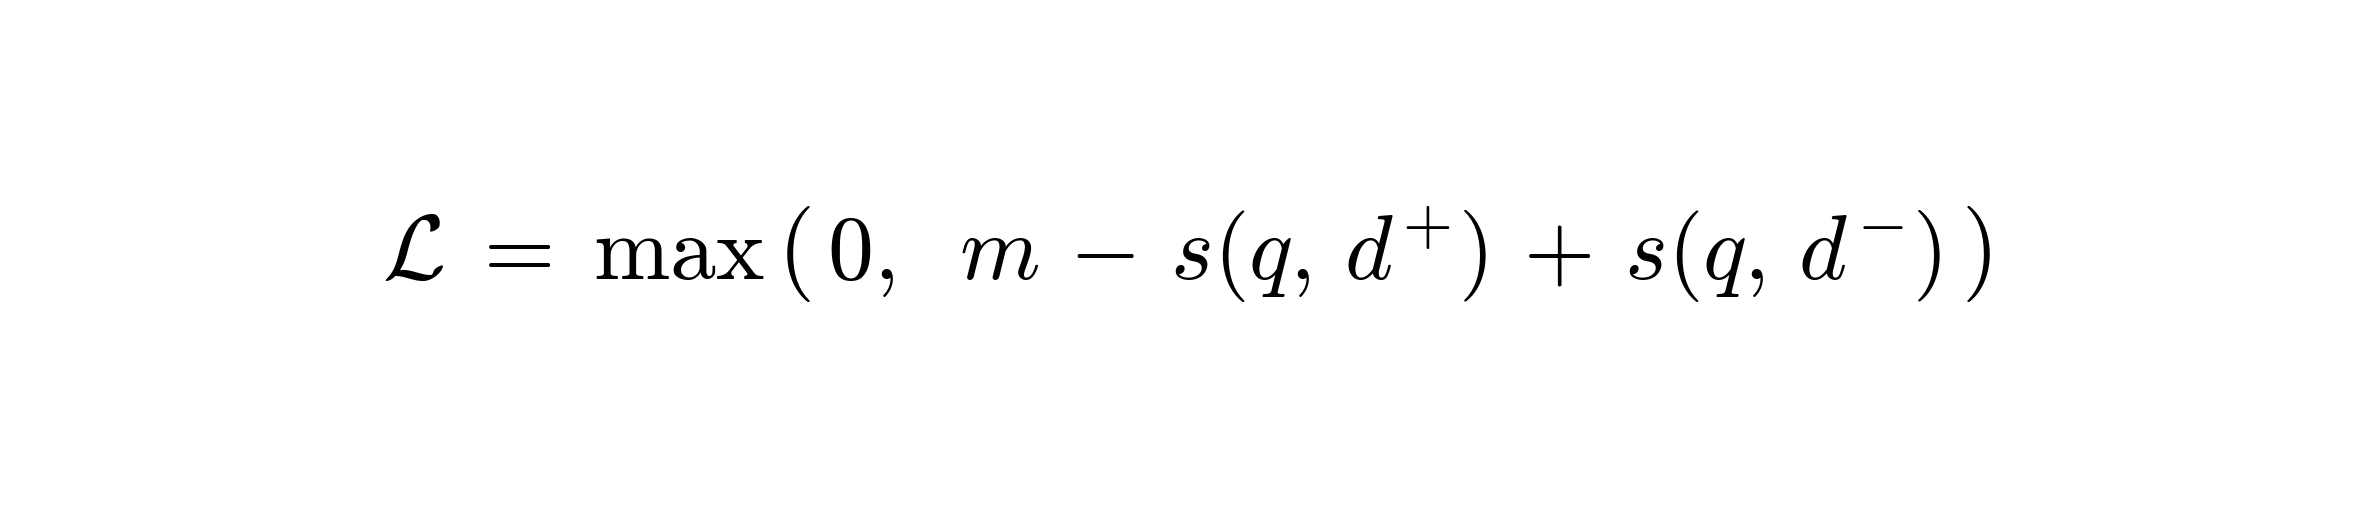 ℒ = max(0, m − s(q, d⁺) + s(q, d⁻))